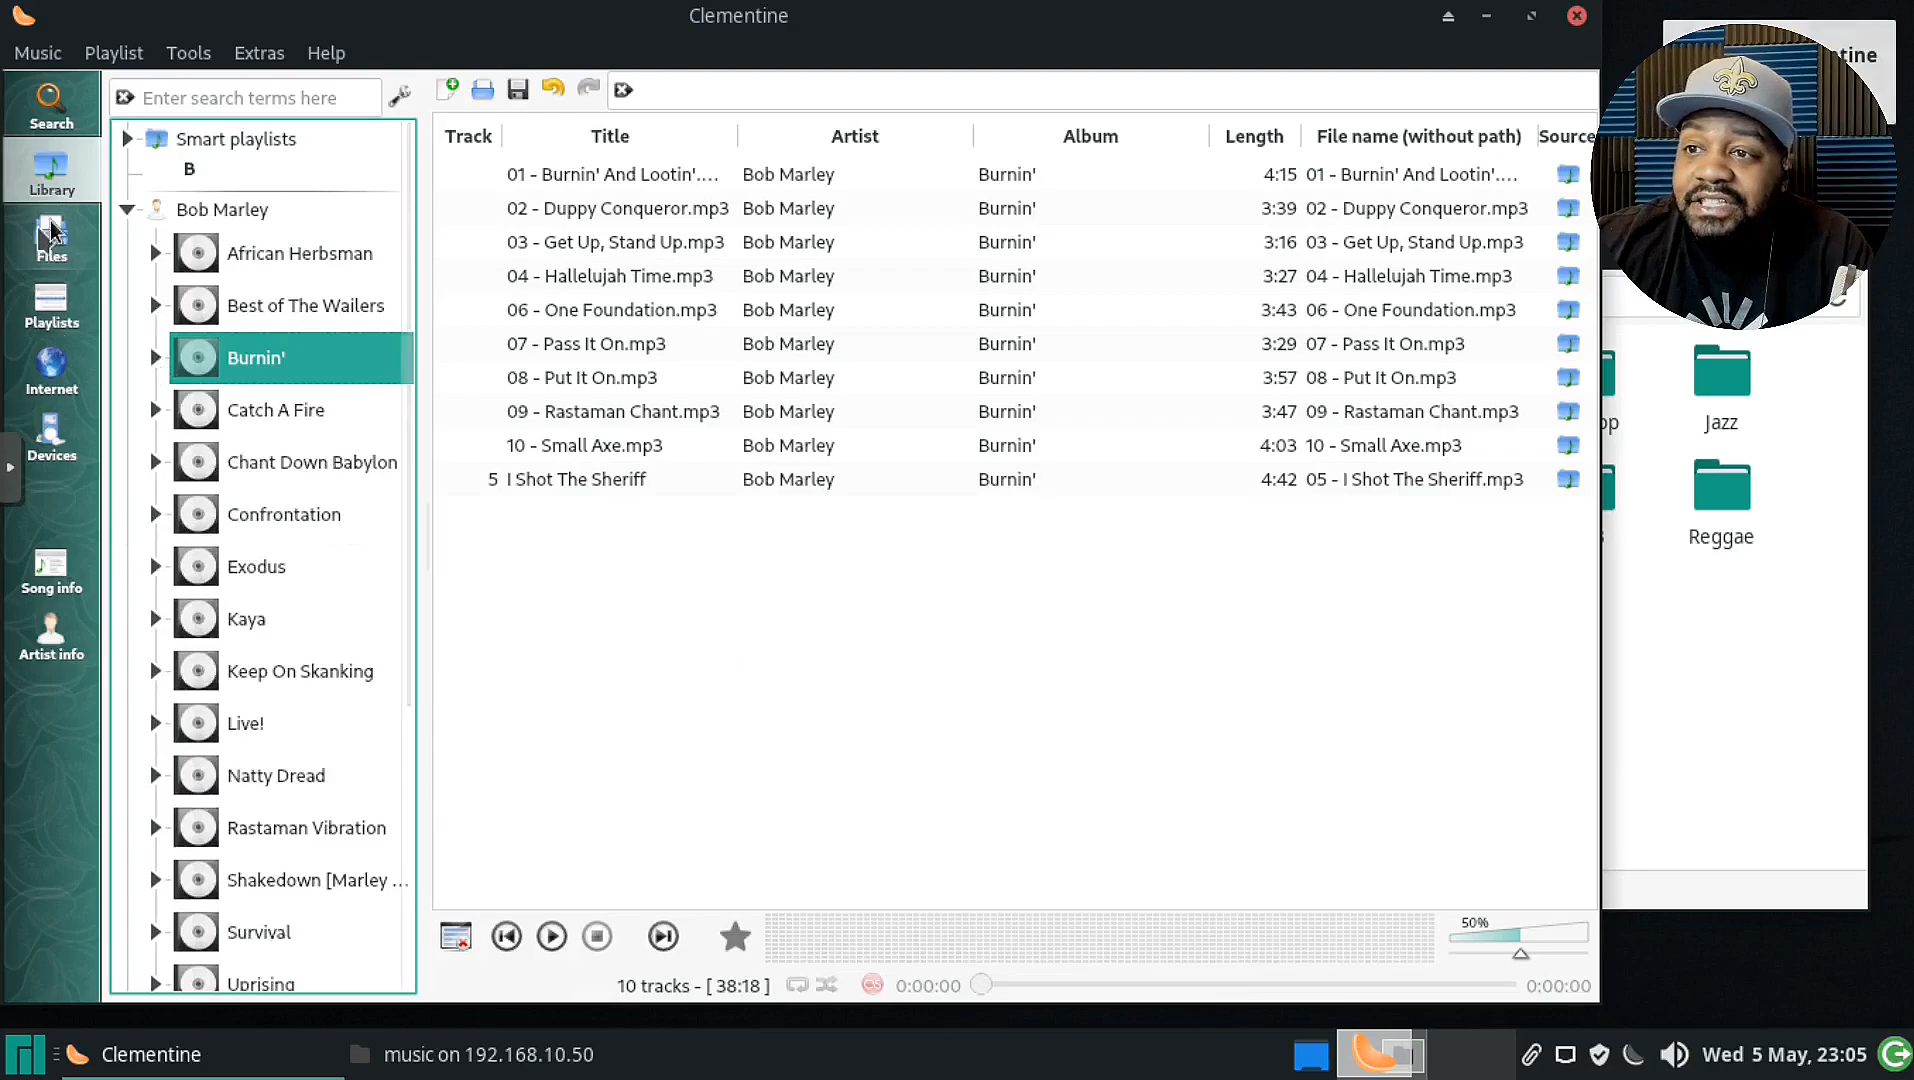 Clementine
Music Playlist Tools Extras Help
tine
Search
Library
Files
Playlists
Internet
Devices
Song info
Artist info
Enter search terms here
Smart playlists
B
Bob Marley
African Herbsman
Best of The Wailers
Burnin'
Catch A Fire
Chant Down Babylon
Confrontation
Exodus
Kaya
Keep On Skanking
Live!
Natty Dread
Rastaman Vibration
Shakedown [Marley ...
Survival
Uprising
Track Title Artist Album Length File name (without path) Source
01 - Burnin' And Lootin'.... Bob Marley Burnin' 4:15 01 - Burnin' And Lootin'....
02 - Duppy Conqueror.mp3 Bob Marley Burnin' 3:39 02 - Duppy Conqueror.mp3
03 - Get Up, Stand Up.mp3 Bob Marley Burnin' 3:16 03 - Get Up, Stand Up.mp3
04 - Hallelujah Time.mp3 Bob Marley Burnin' 3:27 04 - Hallelujah Time.mp3
06 - One Foundation.mp3 Bob Marley Burnin' 3:43 06 - One Foundation.mp3
07 - Pass It On.mp3 Bob Marley Burnin' 3:29 07 - Pass It On.mp3
08 - Put It On.mp3 Bob Marley Burnin' 3:57 08 - Put It On.mp3
09 - Rastaman Chant.mp3 Bob Marley Burnin' 3:47 09 - Rastaman Chant.mp3
10 - Small Axe.mp3 Bob Marley Burnin' 4:03 10 - Small Axe.mp3
5 I Shot The Sheriff Bob Marley Burnin' 4:42 05 - I Shot The Sheriff.mp3
op Jazz
Reggae
50%
10 tracks - [ 38:18 ] 0:00:00 0:00:00
Clementine music on 192.168.10.50 Wed 5 May, 23:05